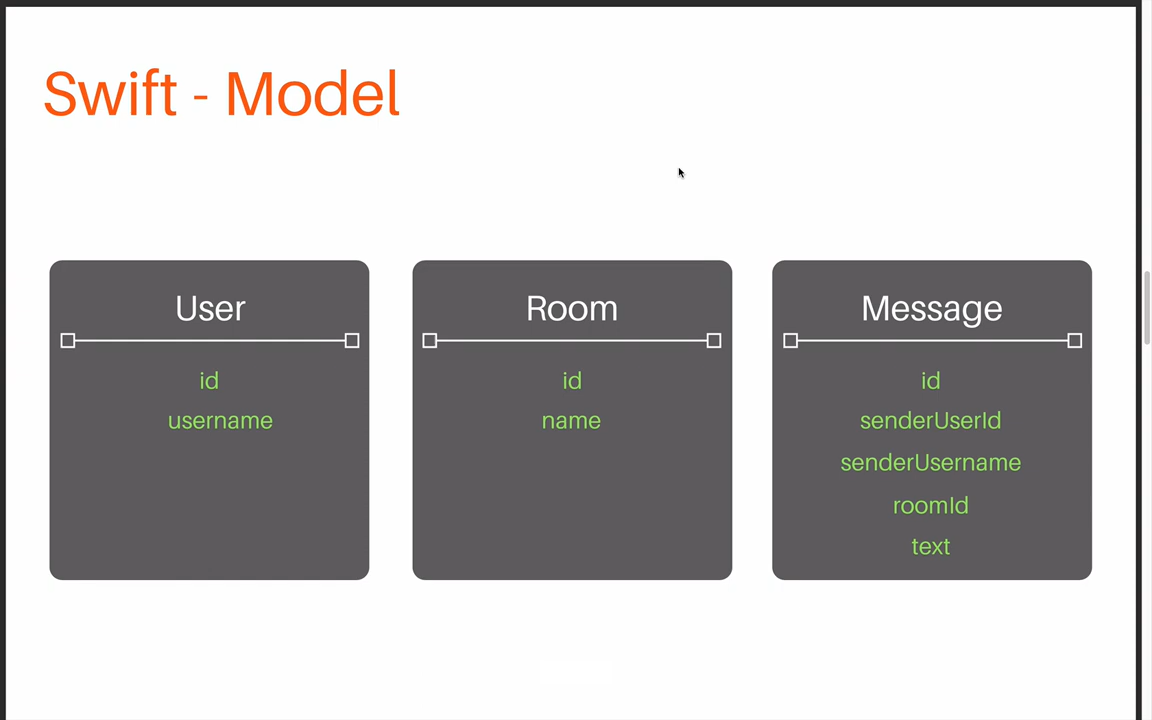 Swift - Model
User
id
username
Room
id
name
Message
id
senderUserId
senderUsername
roomId
text